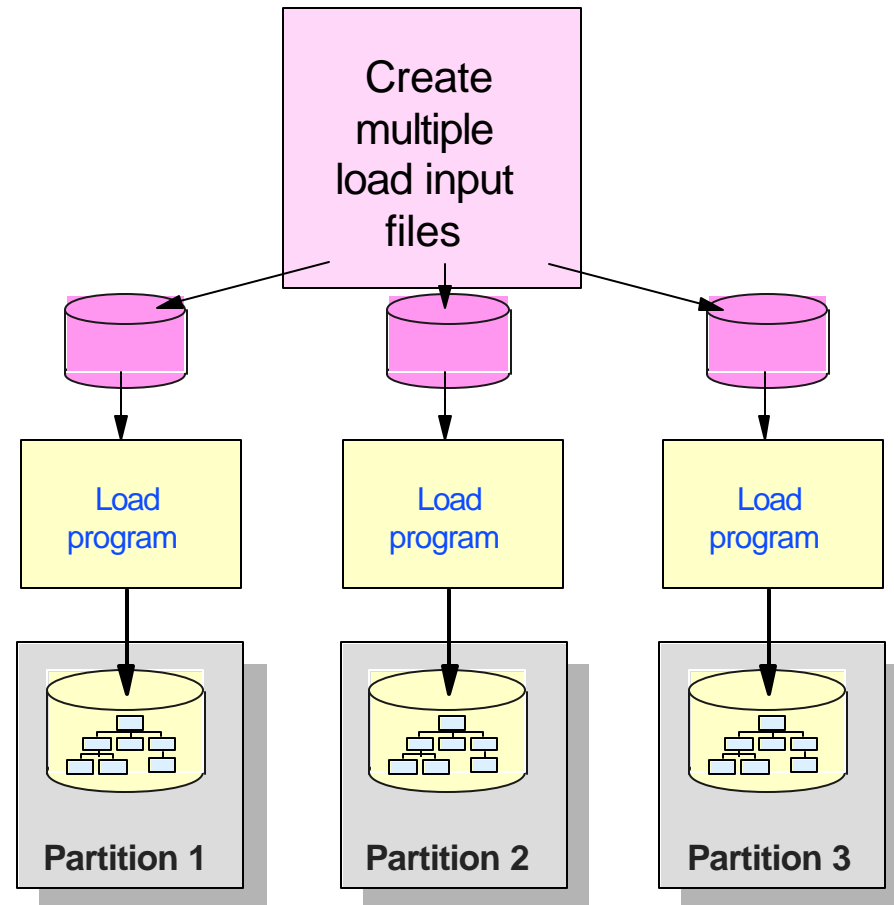 Create
multiple
load input
files
Load
program
Load
program
Load
program
Partition 1
Partition 2
Partition 3